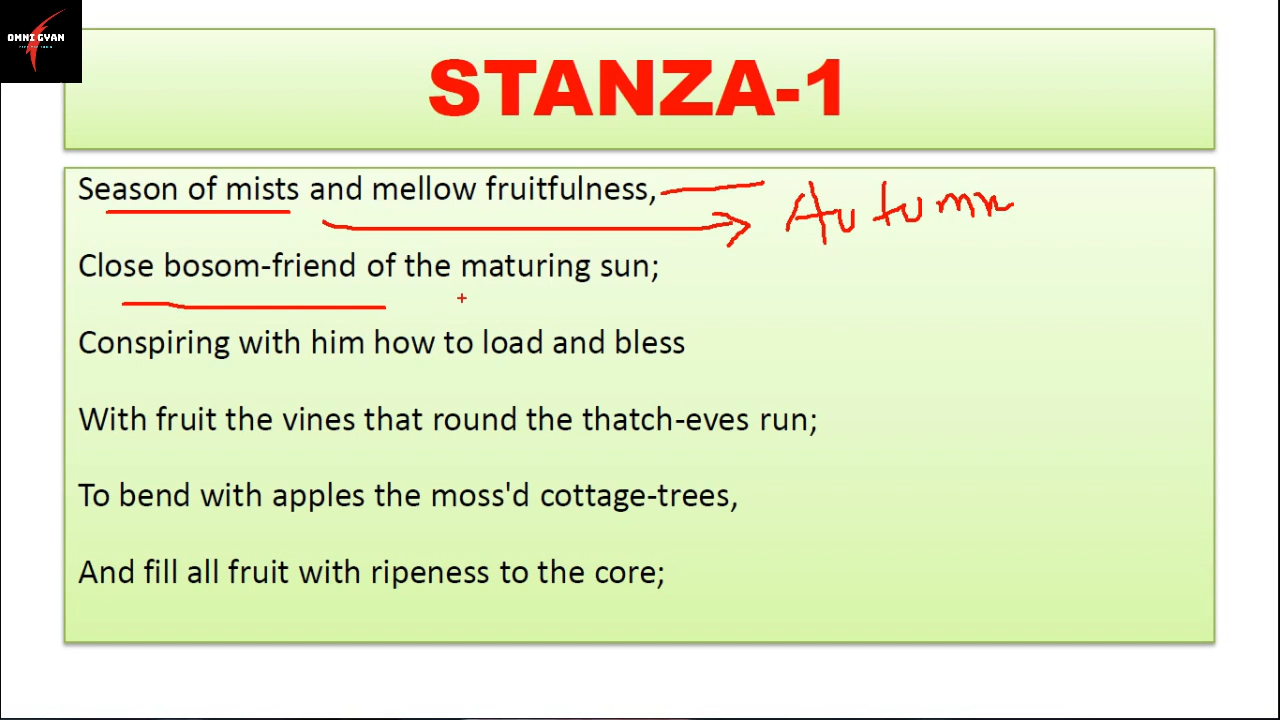 OMNI GYAN
STANZA-1
Season of mists and mellow fruitfulness,
Autumn
Close bosom-friend of the maturing sun;
Conspiring with him how to load and bless
With fruit the vines that round the thatch-eves run;
To bend with apples the moss'd cottage-trees,
And fill all fruit with ripeness to the core;